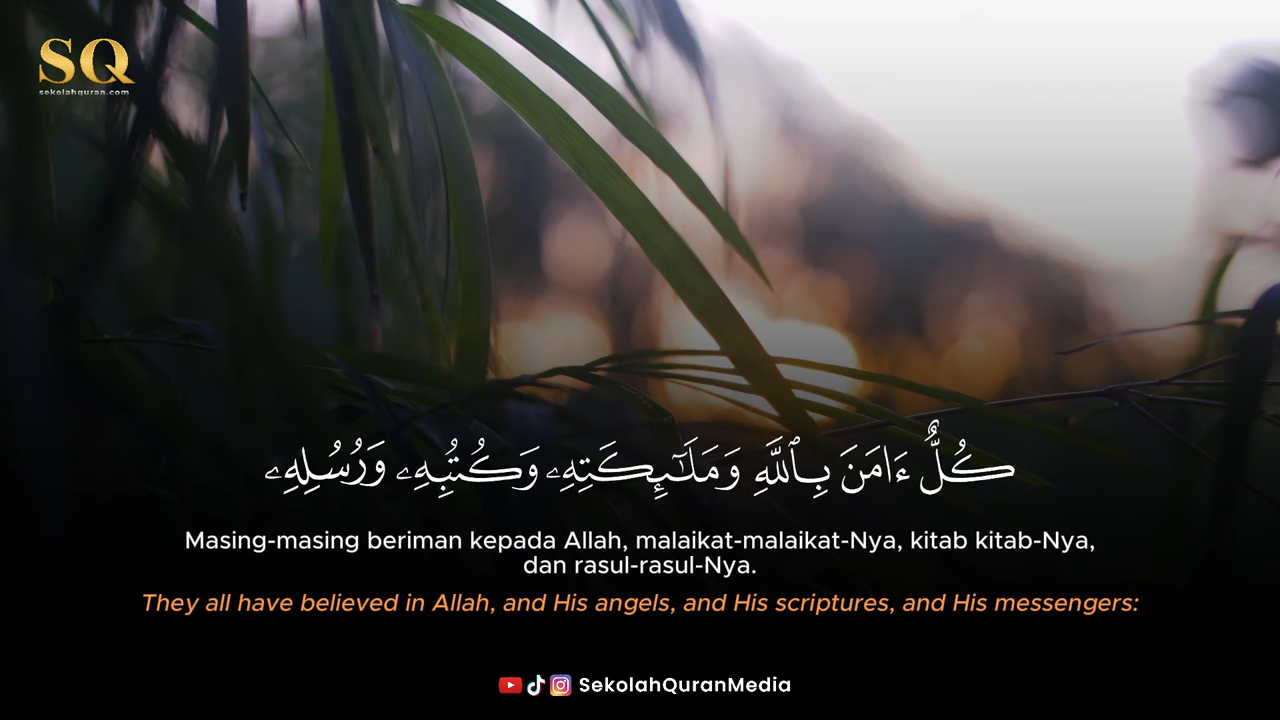 SQ
sekolahquran.com
كُلٌّ ءَامَنَ بِٱللَّهِ وَمَلَـٰٓئِكَتِهِۦ وَكُتُبِهِۦ وَرُسُلِهِۦ
Masing-masing beriman kepada Allah, malaikat-malaikat-Nya, kitab kitab-Nya,
dan rasul-rasul-Nya.
They all have believed in Allah, and His angels, and His scriptures, and His messengers:
SekolahQuranMedia